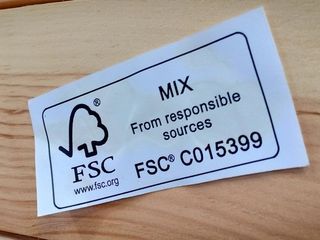 ®
FSC
www.fsc.org
MIX
From responsible
sources
FSC® C015399